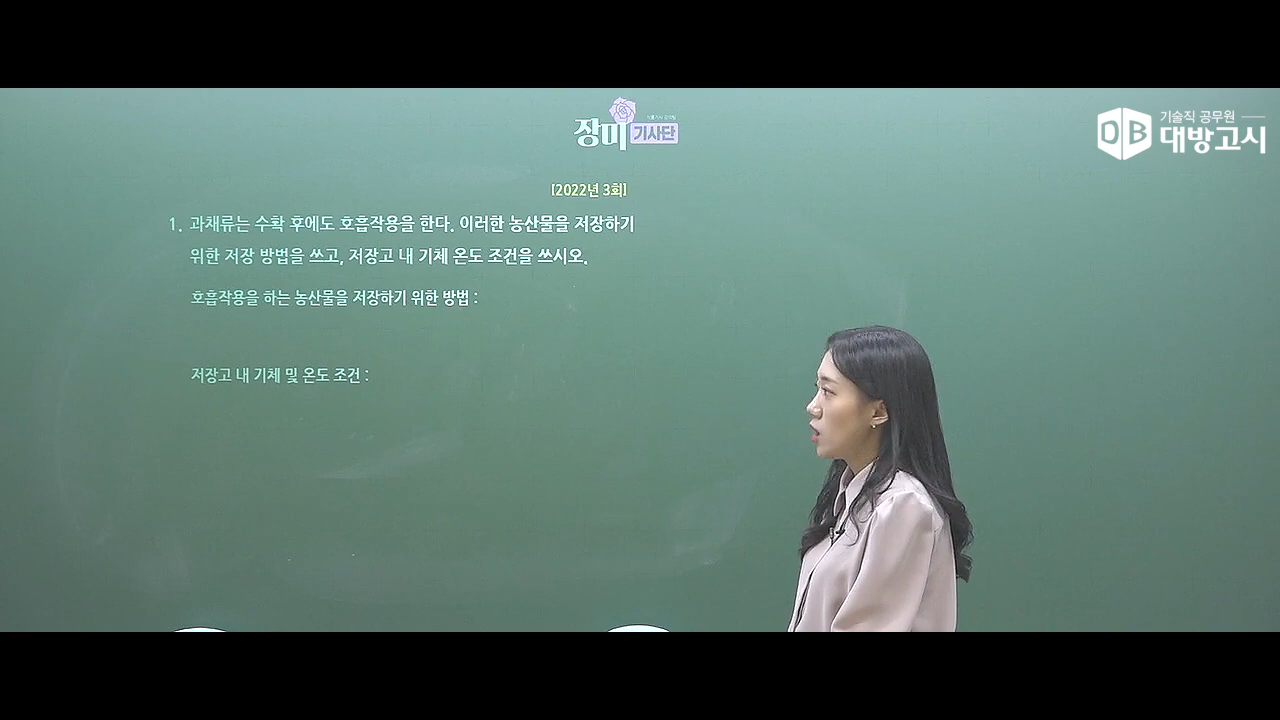 장미 기사단
기술직 공무원
DB 대방고시
[2022년 3회]
1. 과채류는 수확 후에도 호흡작용을 한다. 이러한 농산물을 저장하기
위한 저장 방법을 쓰고, 저장고 내 기체 온도 조건을 쓰시오.
호흡작용을 하는 농산물을 저장하기 위한 방법 :
저장고 내 기체 및 온도 조건 :